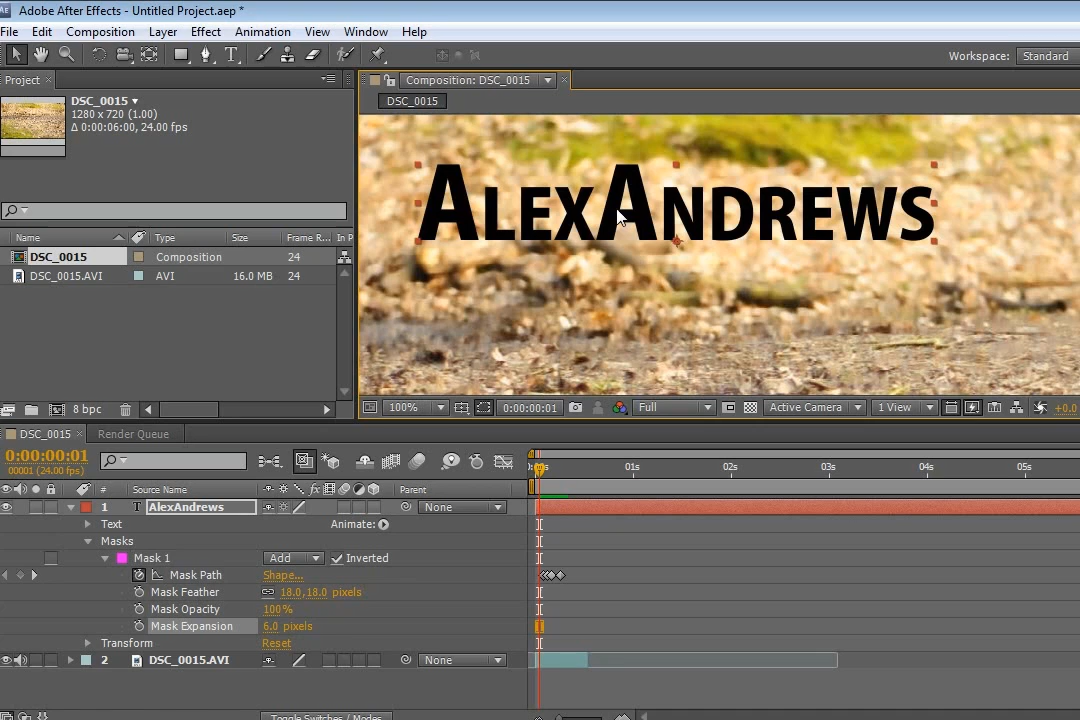 Adobe After Effects - Untitled Project.aep *
File Edit Composition Layer Effect Animation View Window Help
Workspace: Standard
Project
Composition: DSC_0015
DSC_0015
1280 x 720 (1.00)
Δ 0:00:06:00, 24.00 fps
DSC_0015
ALEXANDREWS
Name Type Size Frame R... In P
DSC_0015 Composition 24
DSC_0015.AVI AVI 16.0 MB 24
8 bpc
100% 0:00:00:01 Full Active Camera 1 View +0.0
DSC_0015 Render Queue
0:00:00:01
00001 (24.00 fps)
01s 02s 03s 04s 05s
# Source Name Parent
1 T AlexAndrews None
Text Animate:
Masks
Mask 1 Add Inverted
Mask Path Shape...
Mask Feather 18.0,18.0 pixels
Mask Opacity 100%
Mask Expansion 6.0 pixels
Transform Reset
2 DSC_0015.AVI None
Toggle Switches / Modes